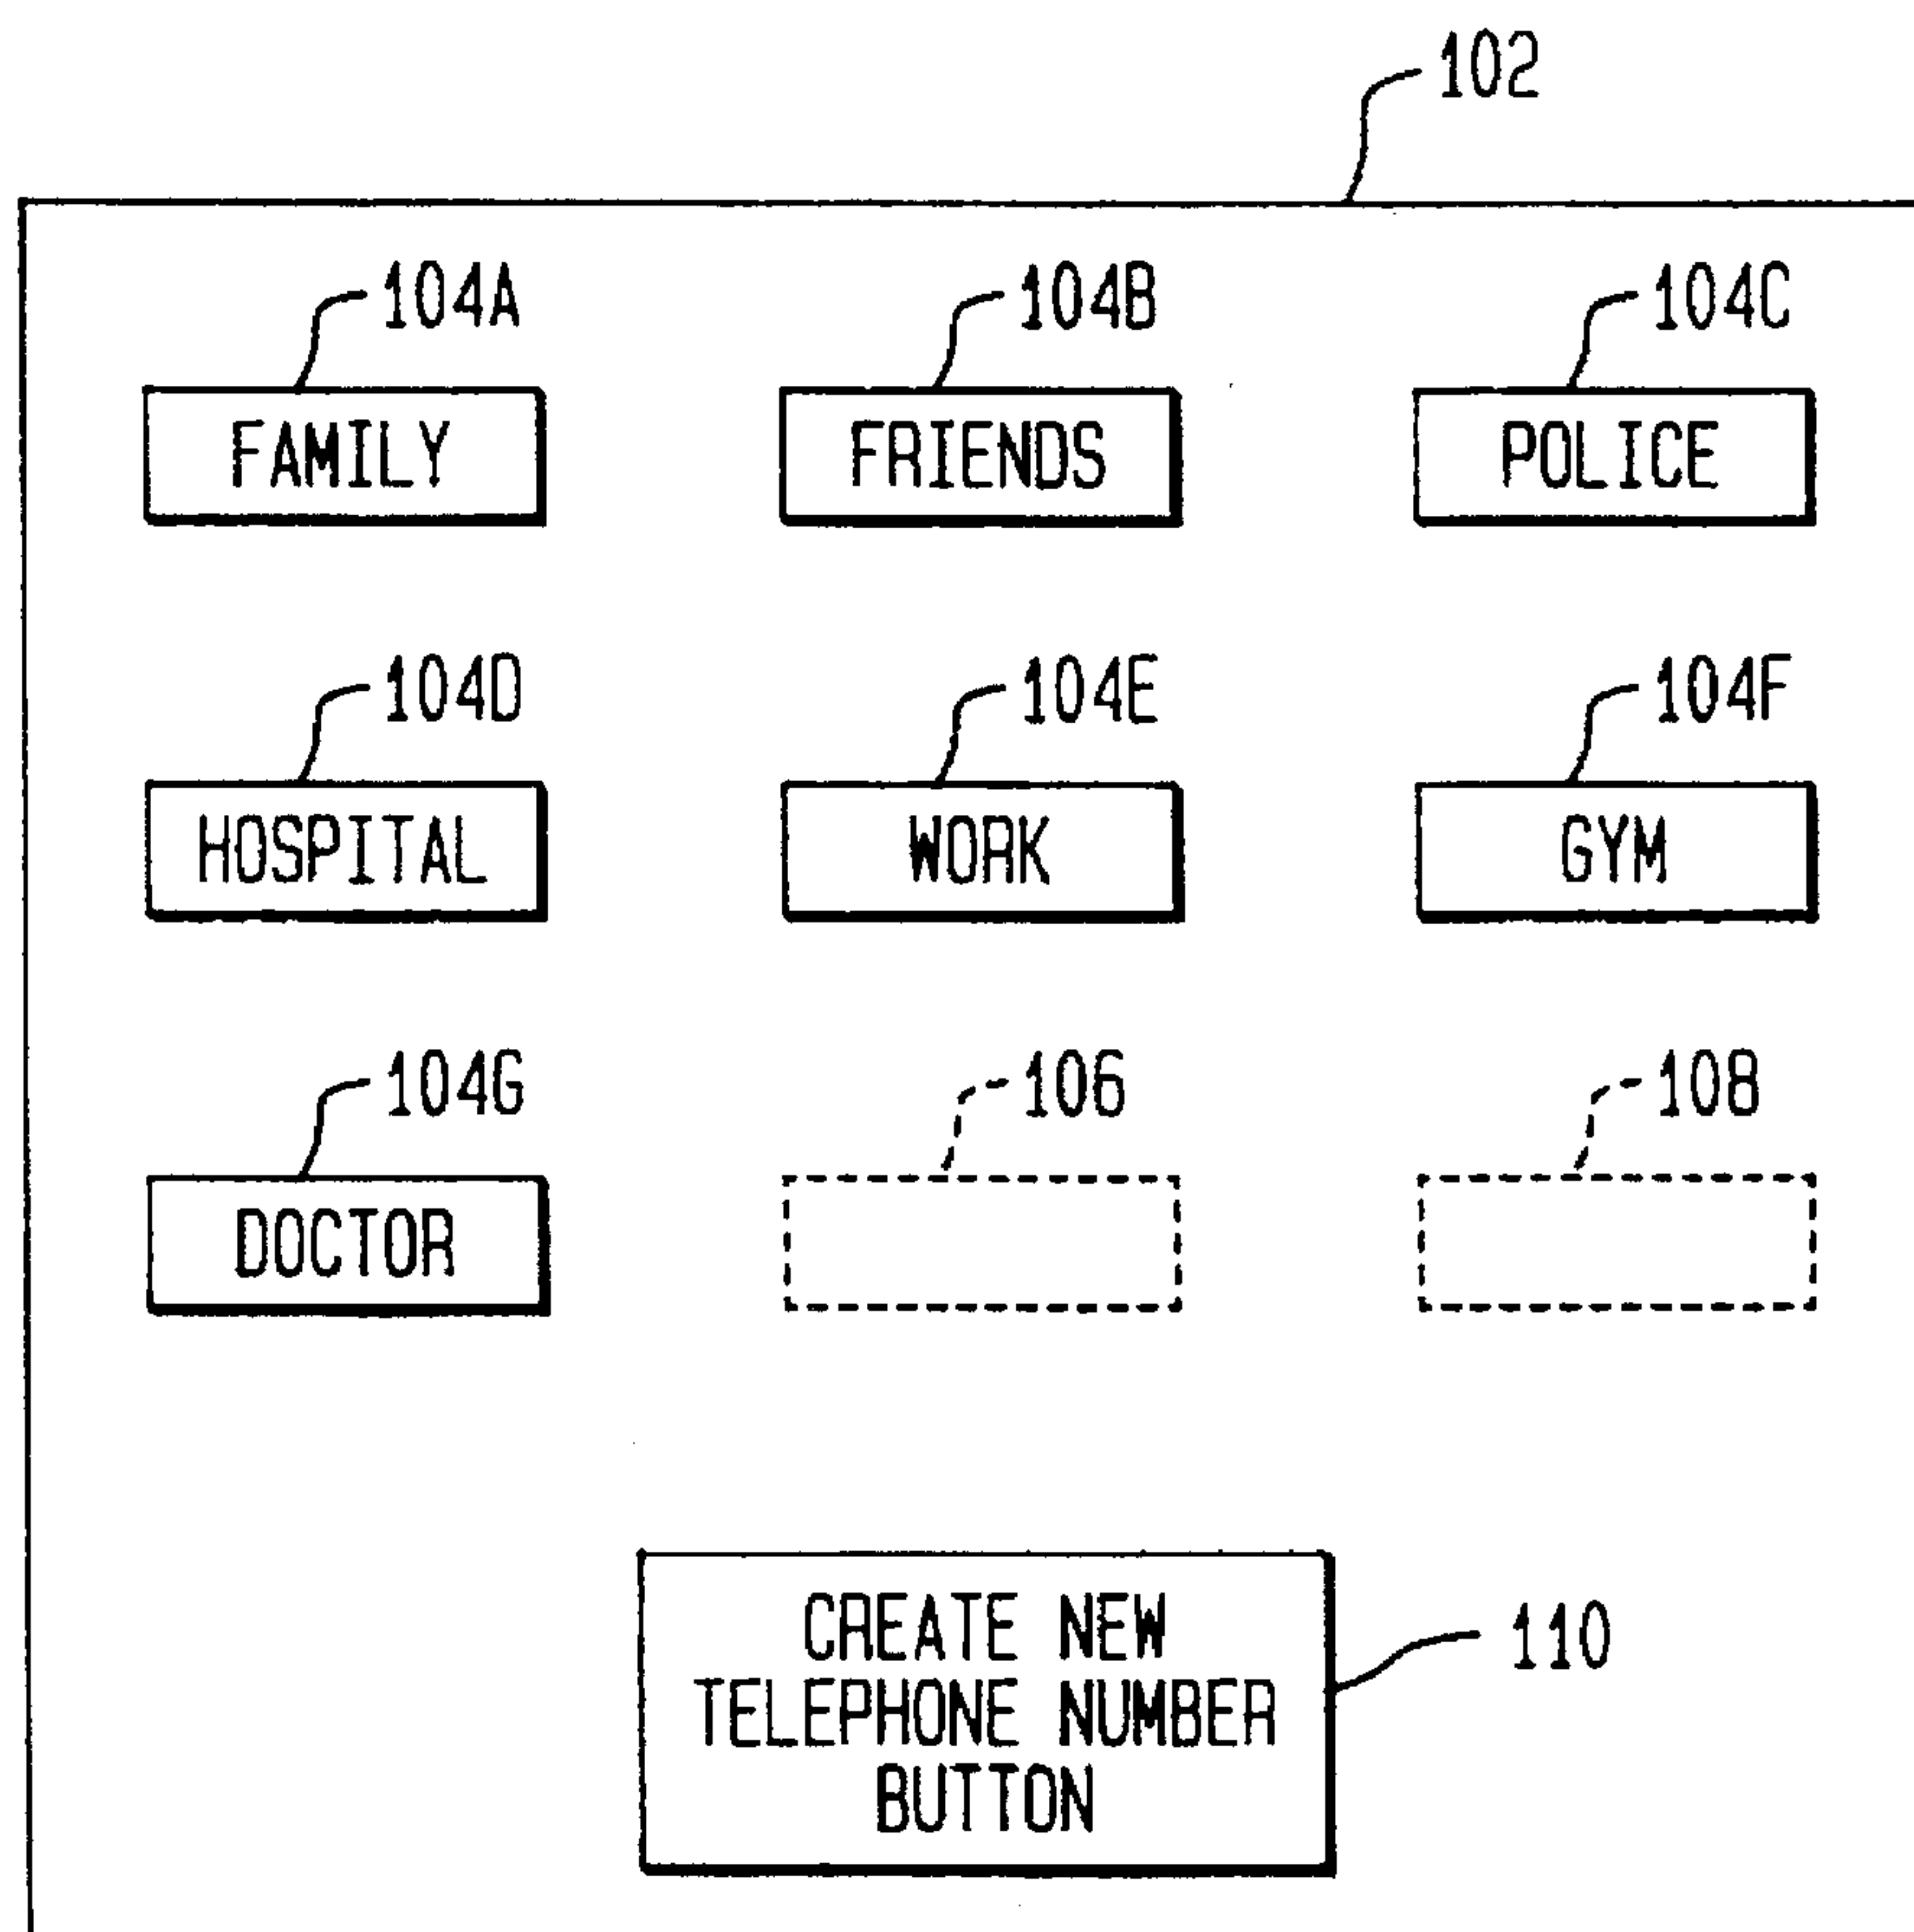 102
104A
104B
104C
FAMILY
FRIENDS
POLICE
104D
104E
104F
HOSPITAL
WORK
GYM
104G
106
108
DOCTOR
CREATE NEW
TELEPHONE NUMBER
BUTTON
110